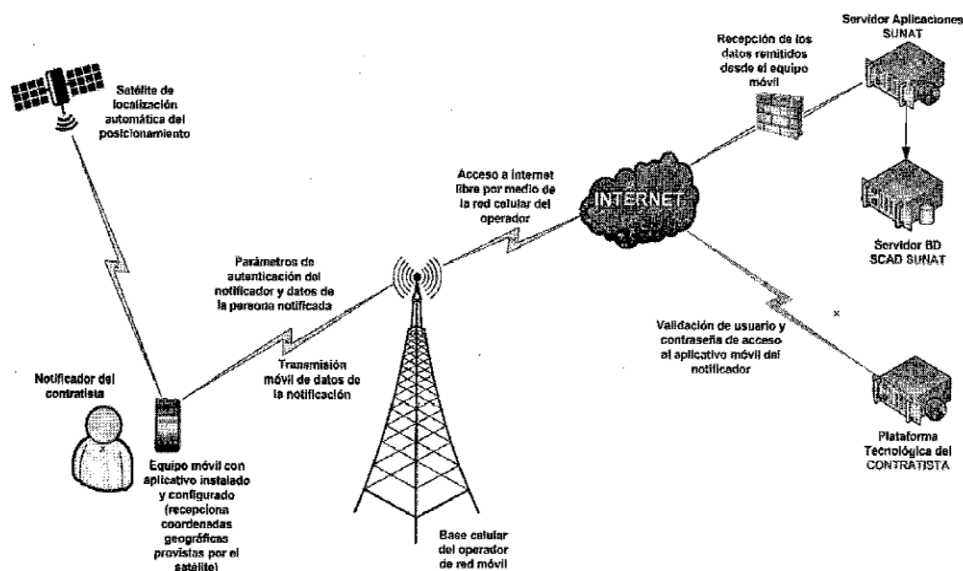 Servidor Aplicaciones
SUNAT
Recepción de los
datos remitidos
desde el equipo
móvil
Satélite de
localización
automática del
posicionamiento
Acceso a Internet
libre por medio de
la red celular del
operador
INTERNET
Servidor BD
SCAD SUNAT
Parámetros de
autenticación del
notificador y datos de
la persona notificada
Validación de usuario y
contraseña de acceso
al aplicativo móvil del
notificador
Transmisión
móvil de datos de
la notificación
Notificador del
contratista
Plataforma
Tecnológica del
CONTRATISTA
Equipo móvil con
aplicativo instalado
y configurado
(recepciona
coordenadas
geográficas
provistas por el
satélite)
Base celular
del operador
de red móvil